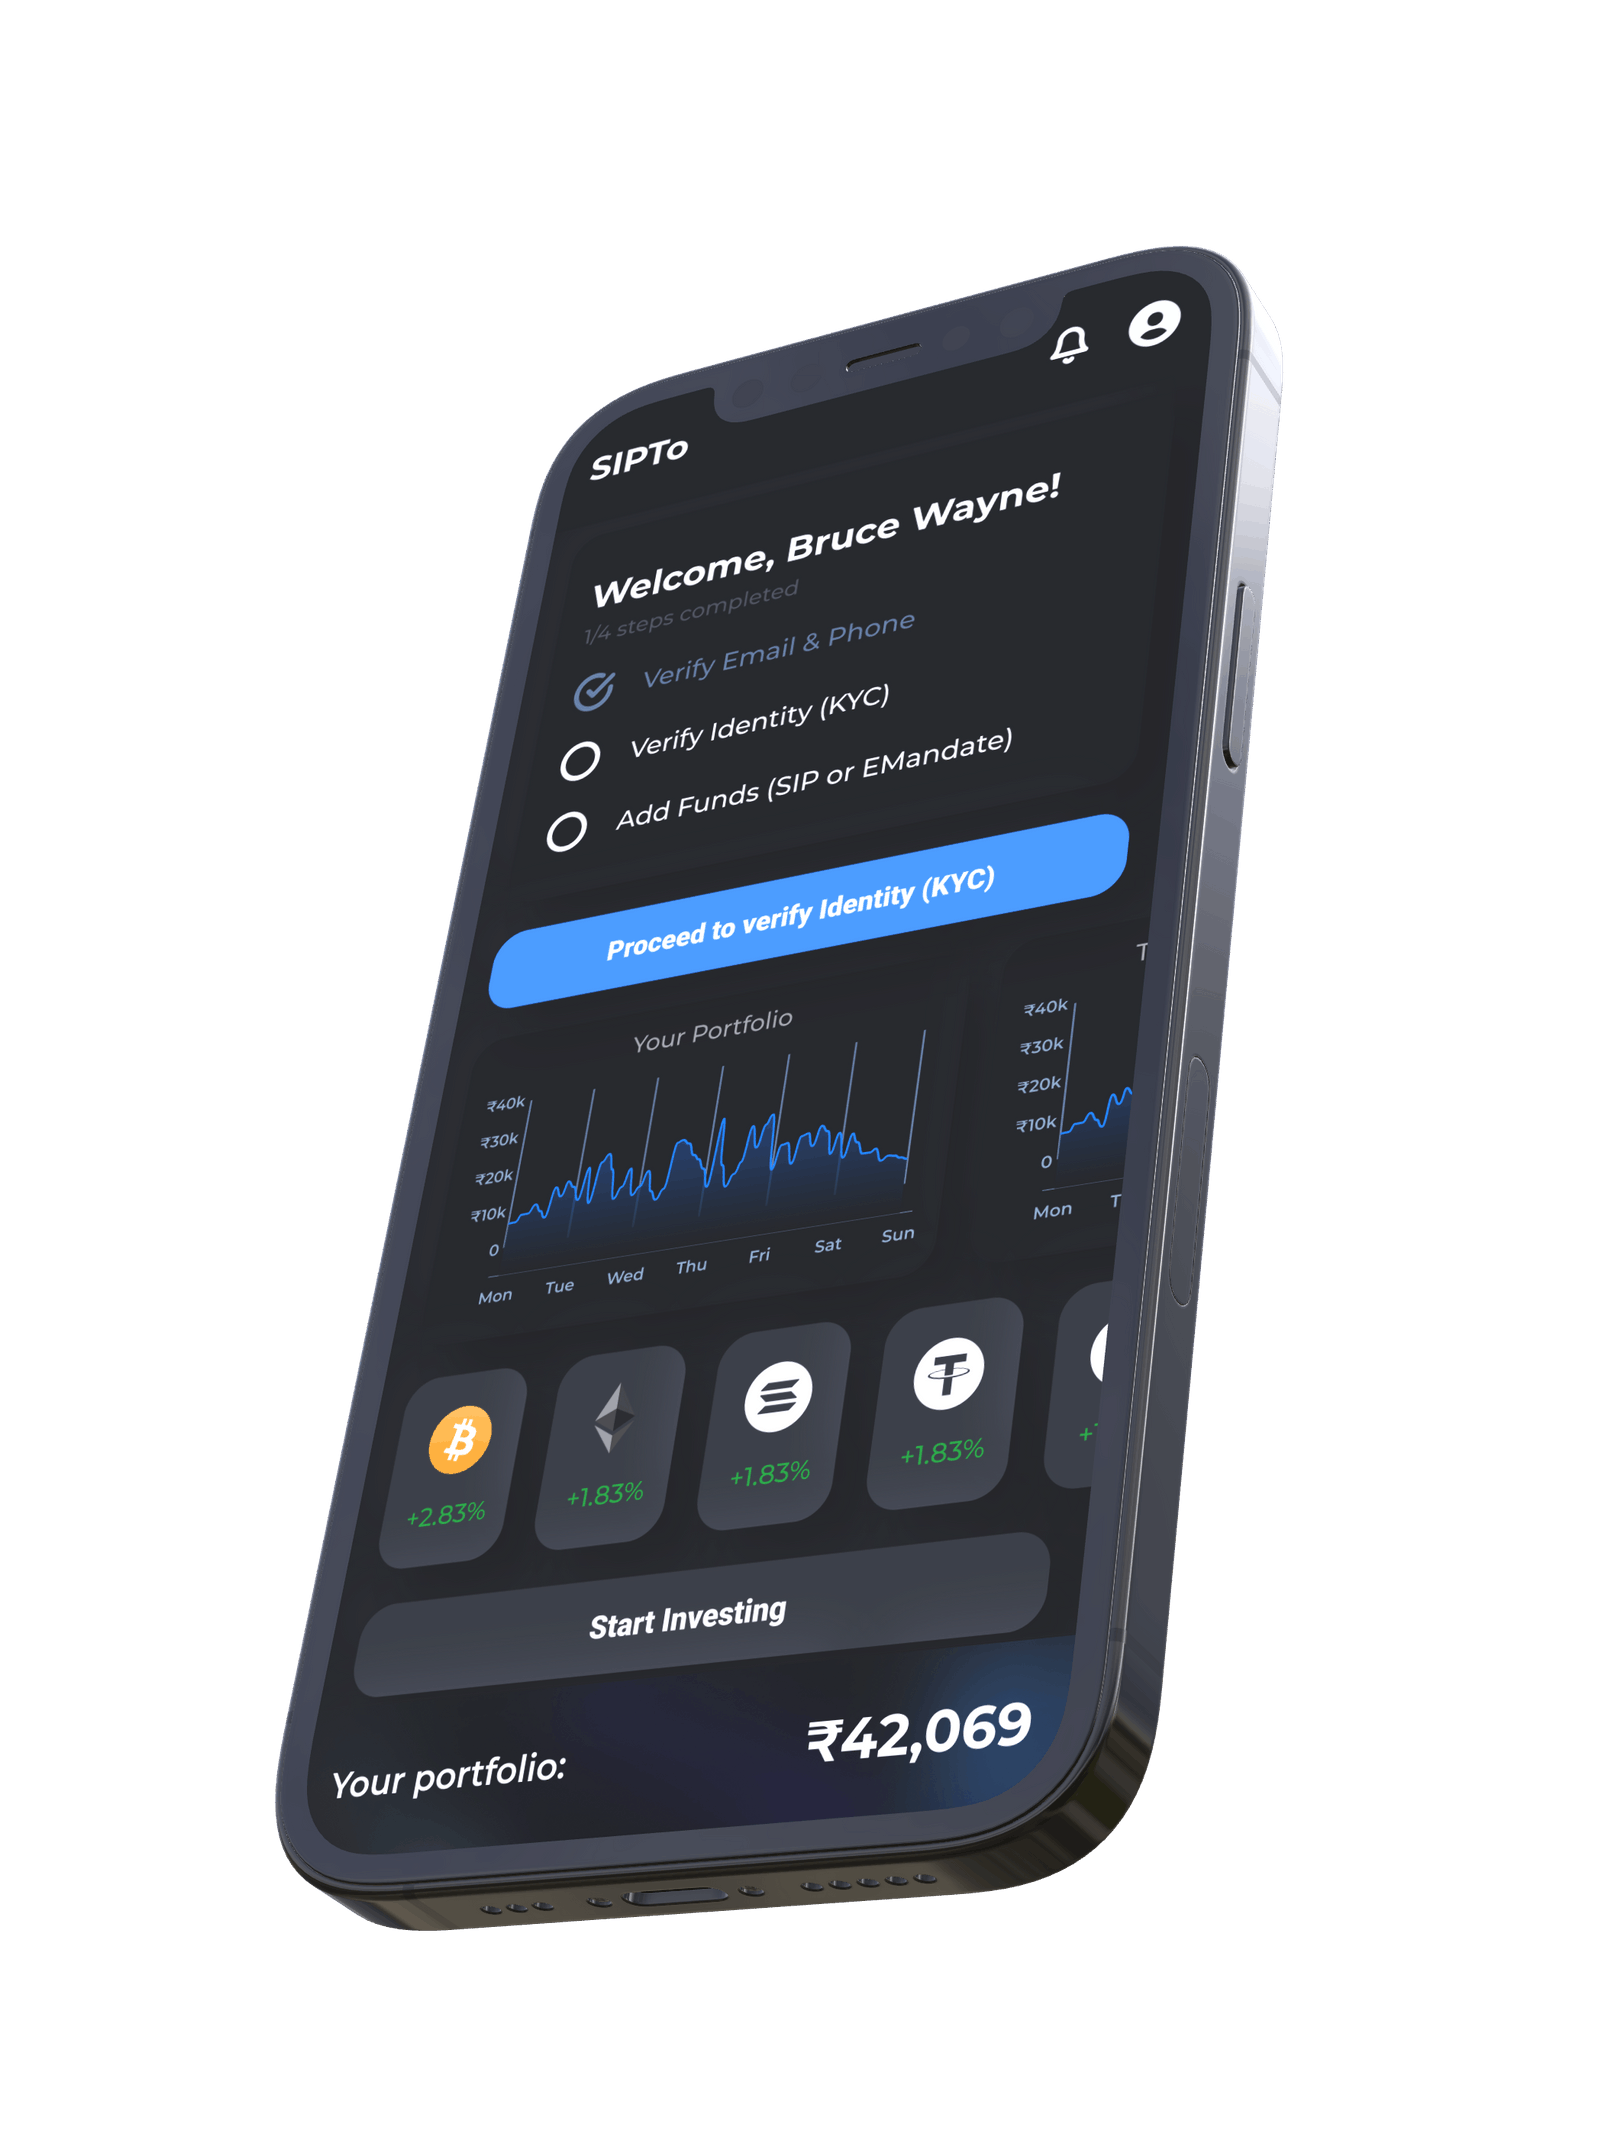 SIPTo
Welcome, Bruce Wayne!
1/4 steps completed
Verify Email & Phone
Verify Identity (KYC)
Add Funds (SIP or EMandate)
Proceed to verify Identity (KYC)
Your Portfolio
₹40k
₹30k
₹20k
₹10k
0
Mon Tue Wed Thu Fri Sat Sun
₹40k
₹30k
₹20k
₹10k
0
Mon
+2.83% +1.83% +1.83% +1.83%
Start Investing
Your portfolio: ₹42,069